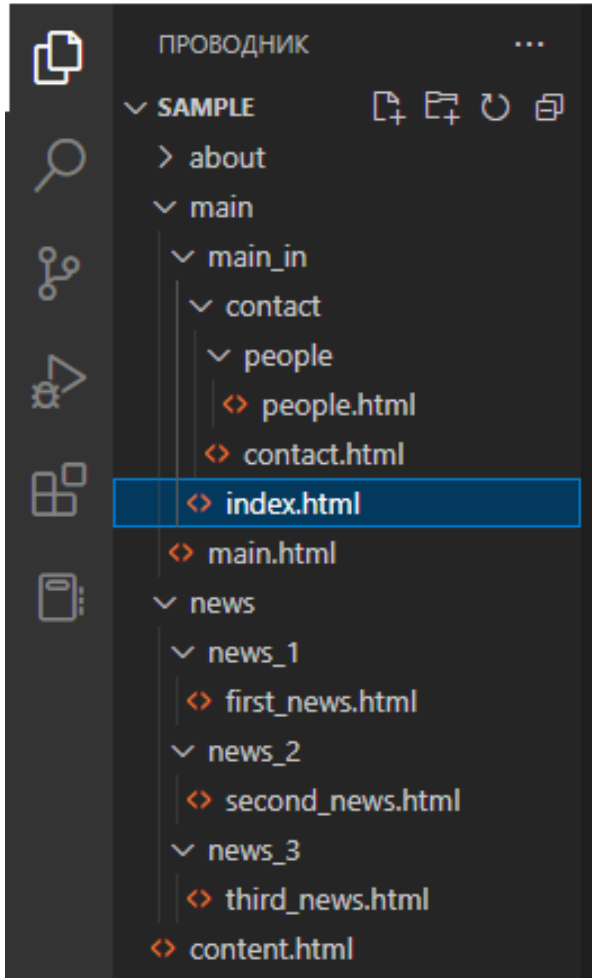 ПРОВОДНИК
SAMPLE
about
main
main_in
contact
people
people.html
contact.html
index.html
main.html
news
news_1
first_news.html
news_2
second_news.html
news_3
third_news.html
content.html